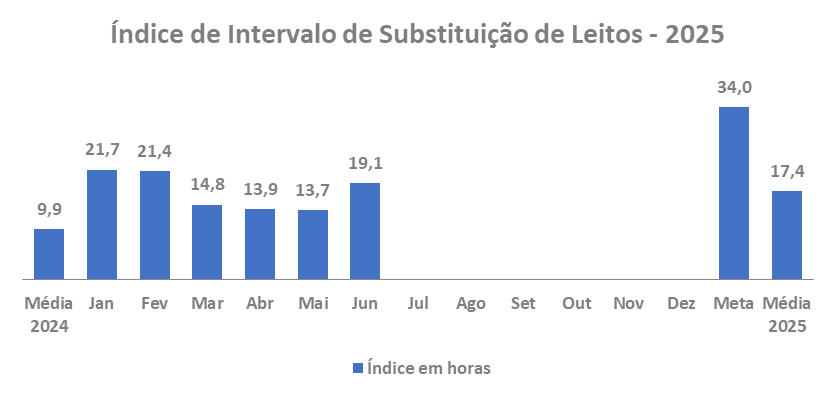 Índice de Intervalo de Substituição de Leitos - 2025
9,9
21,7
21,4
14,8
13,9
13,7
19,1
34,0
17,4
Média 2024
Jan
Fev
Mar
Abr
Mai
Jun
Jul
Ago
Set
Out
Nov
Dez
Meta
Média 2025
Índice em horas